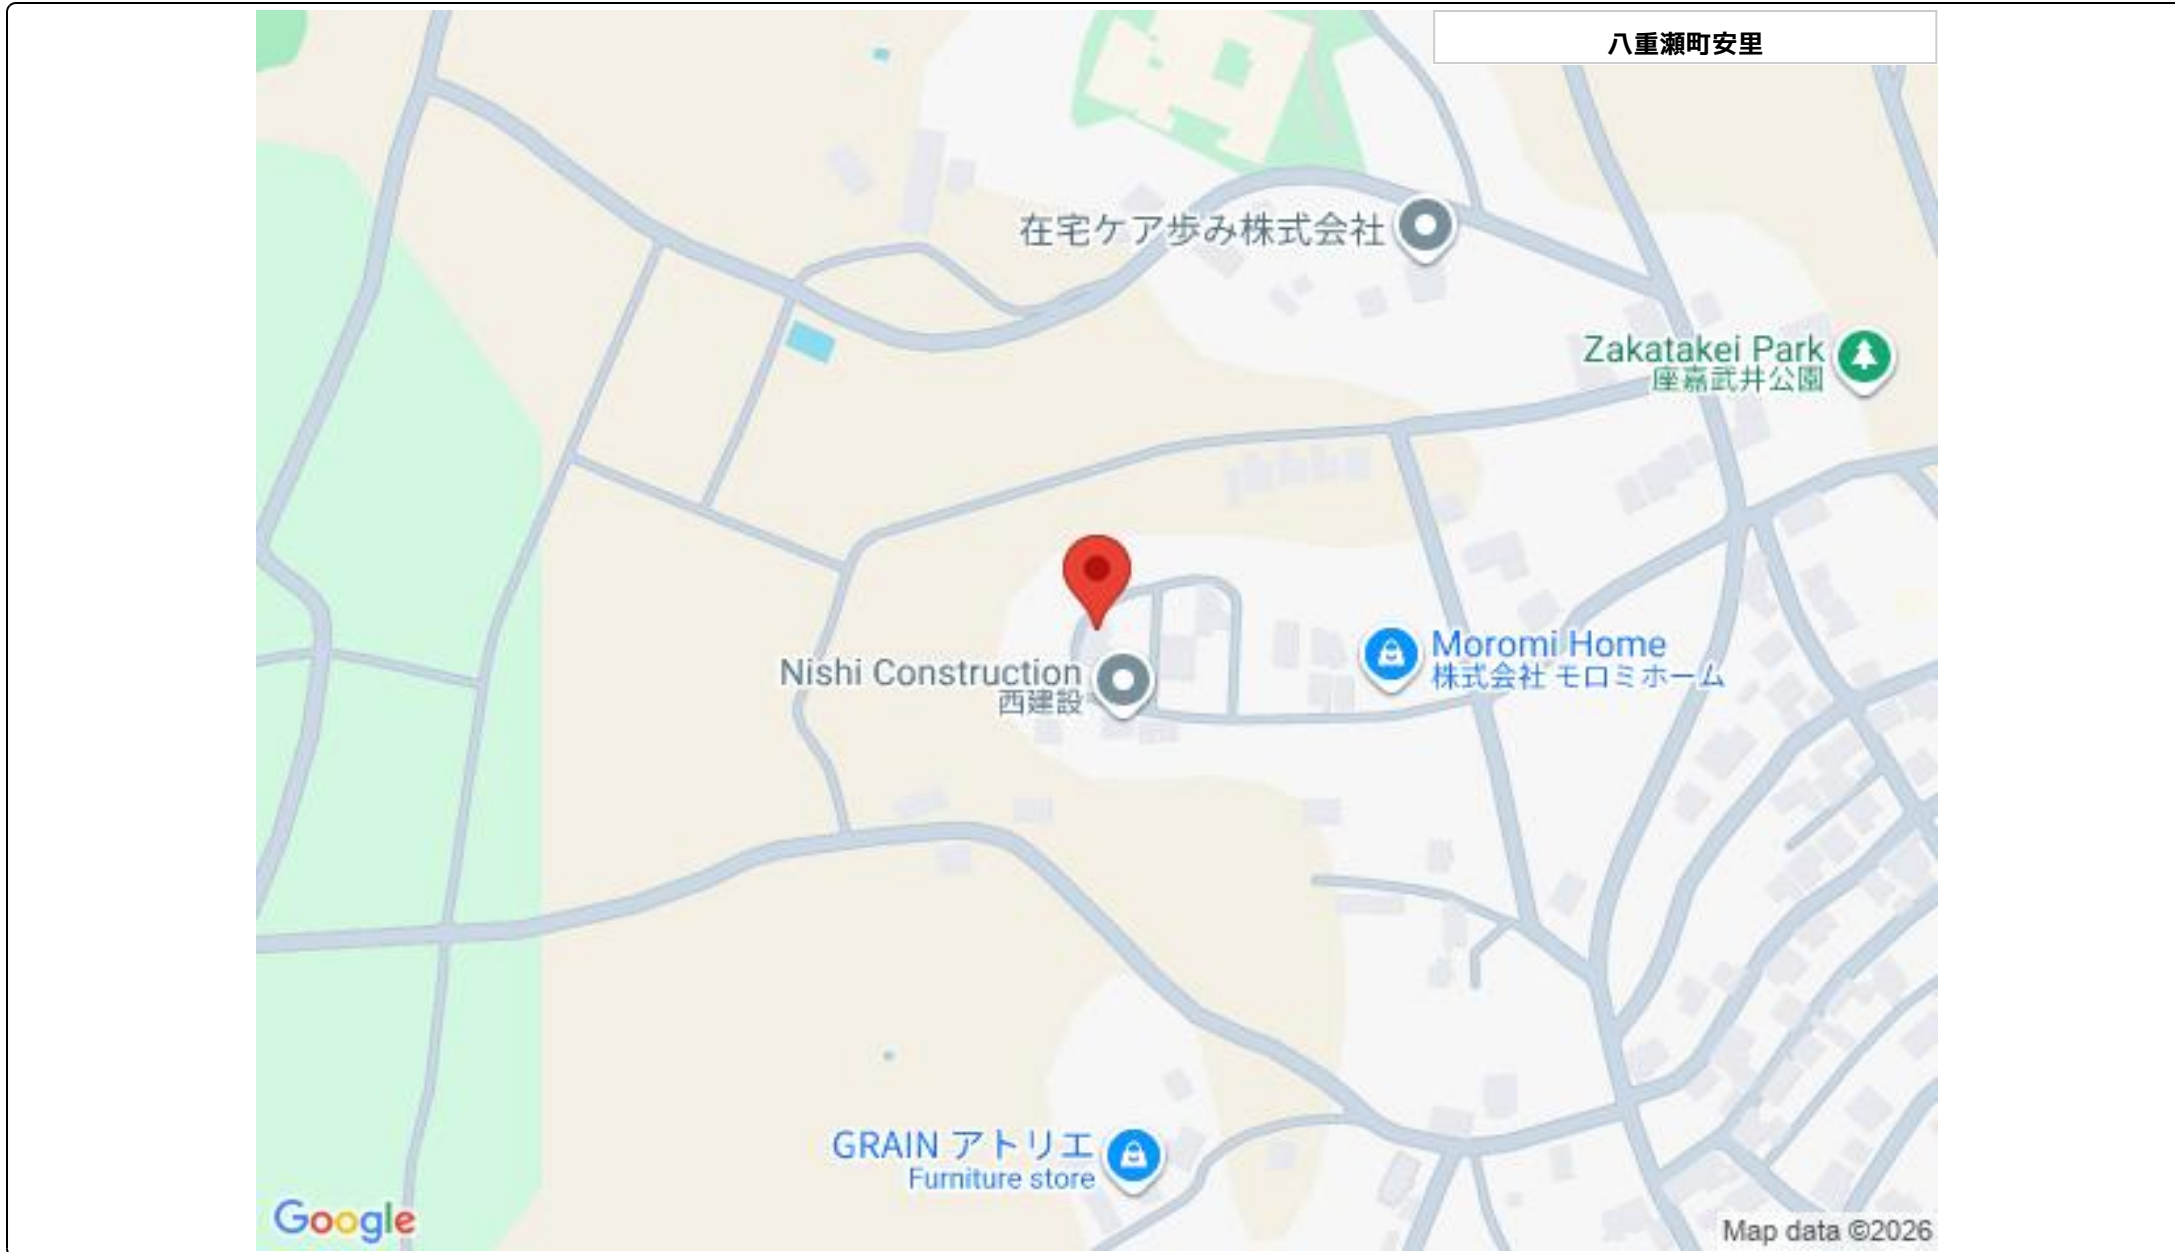 八重瀬町安里
在宅ケア歩み株式会社
Zakatakei Park
座嘉武井公園
Moromi Home
株式会社 モロミホーム
Nishi Construction
西建設
GRAIN アトリエ
Furniture store
Google
Map data ©2026